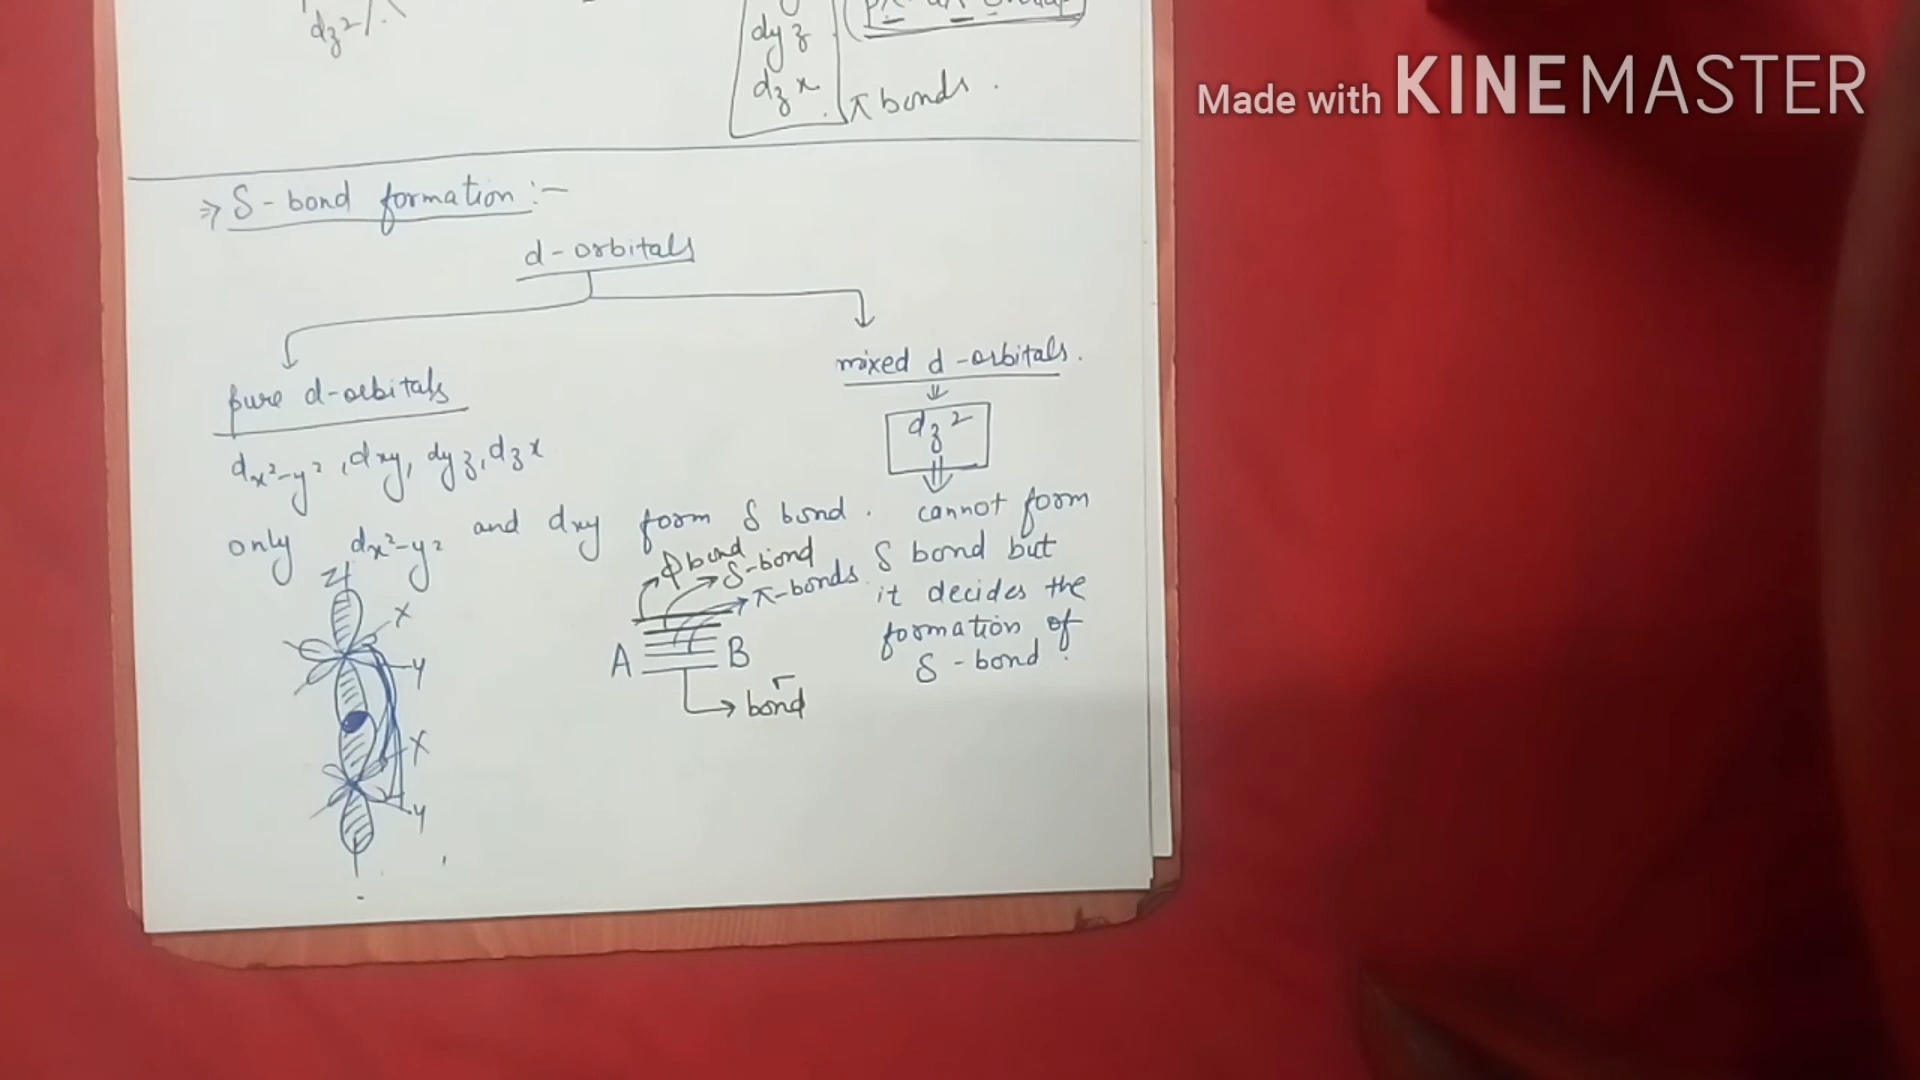 dz²
dyz
dzx
π bonds.
Made with KINEMASTER
⇒ δ-bond formation:-
d-orbitals
pure d-orbitals
mixed d-orbitals.
dx²-y², dxy, dyz, dzx
dz²
only dx²-y² and dxy form δ bond.
cannot form
δ bond but
it decides the
formation of
δ-bond.
Z
X
Y
X
Y
ϕ bond
δ-bond
π-bonds
A B
σ
bond